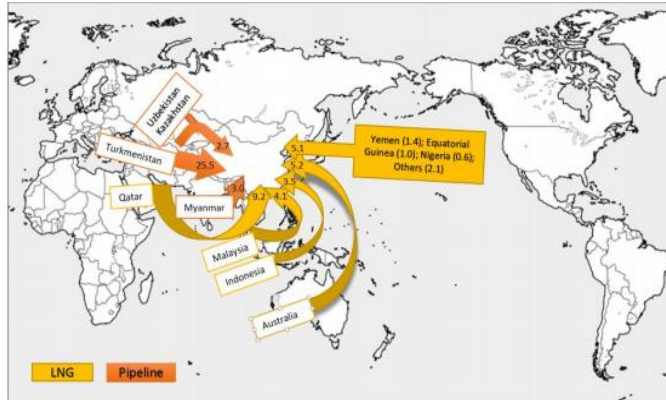 Uzbekistan
Kazakhstan
2.7
Turkmenistan
25.5
Qatar
Myanmar
3.0
9.2
4.1
3.5
5.2
5.1
Yemen (1.4); Equatorial
Guinea (1.0); Nigeria (0.6);
Others (2.1)
Malaysia
Indonesia
Australia
LNG
Pipeline